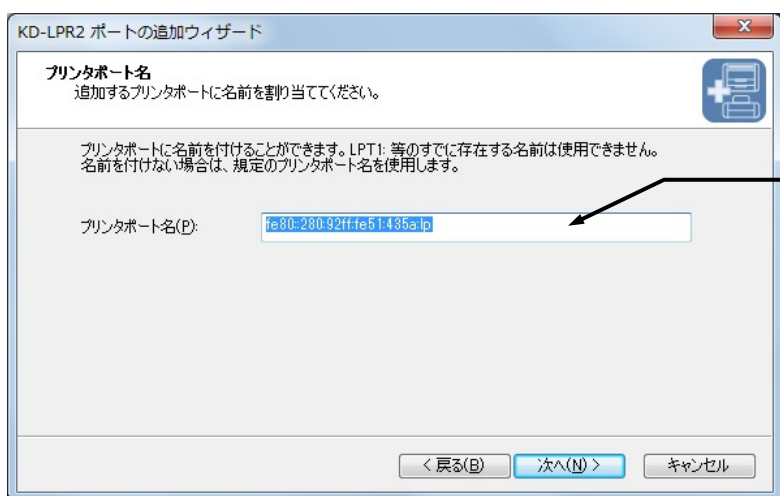 KD-LPR2 ポートの追加ウィザード
プリンタポート名
追加するプリンタポートに名前を割り当ててください。
プリンタポートに名前を付けることができます。LPT1: 等のすでに存在する名前は使用できません。
名前を付けない場合は、規定のプリンタポート名を使用します。
プリンタポート名(P): fe80::280:92ff:fe51:435a:lp
< 戻る(B) 次へ(N) > キャンセル